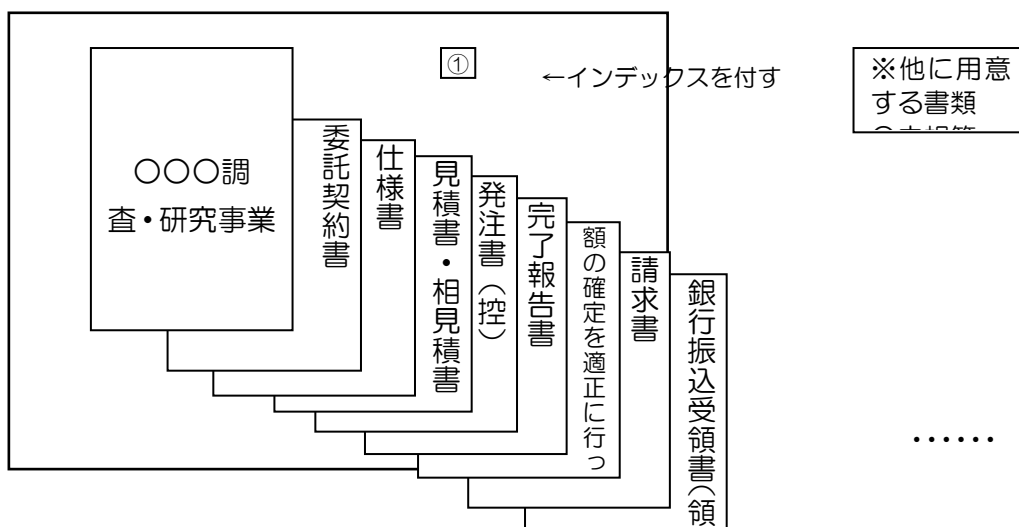 ①
←インデックスを付す
※他に用意
する書類
〇〇〇調
査・研究事業
委託契約書
仕様書
見積書・相見積書
発注書（控）
完了報告書
額の確定を適正に行っ
請求書
銀行振込受領書（領
……